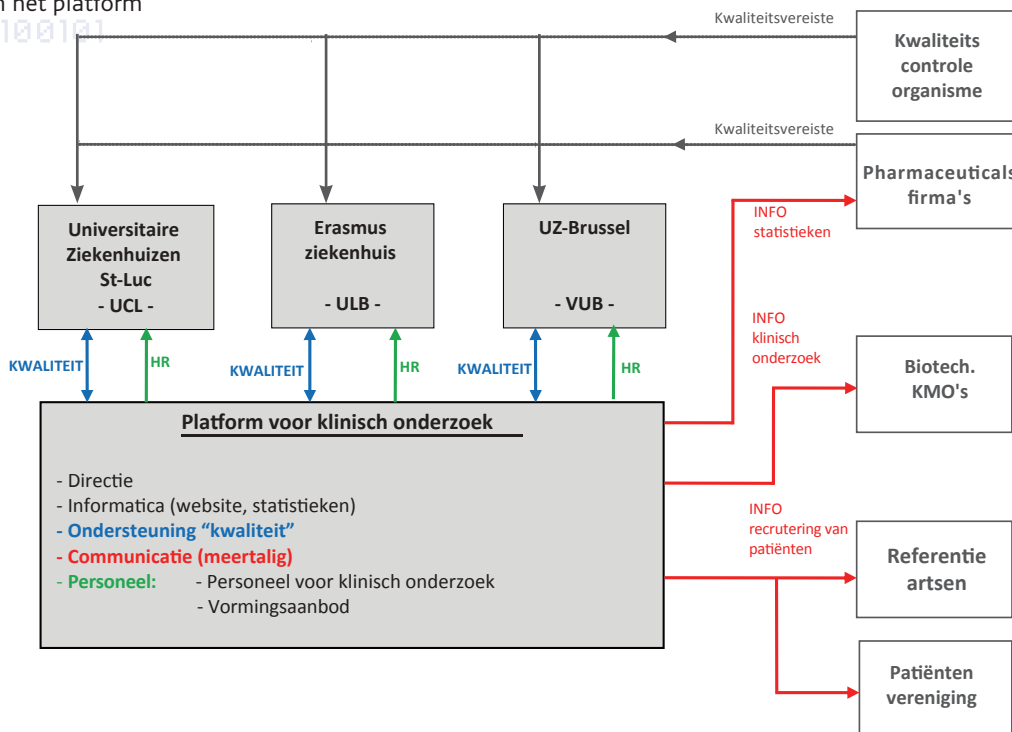 n het platform
100101
Kwaliteitsvereiste
Kwaliteits
controle
organisme
Kwaliteitsvereiste
Pharmaceuticals
firma's
INFO
statistieken
Universitaire
Ziekenhuizen
St-Luc
- UCL -
Erasmus
ziekenhuis
- ULB -
UZ-Brussel
- VUB -
KWALITEIT
HR
KWALITEIT
HR
KWALITEIT
HR
INFO
klinisch
onderzoek
Biotech.
KMO's
Platform voor klinisch onderzoek
- Directie
- Informatica (website, statistieken)
- Ondersteuning “kwaliteit”
- Communicatie (meertalig)
- Personeel: - Personeel voor klinisch onderzoek
- Vormingsaanbod
INFO
recrutering van
patiënten
Referentie
artsen
Patiënten
vereniging